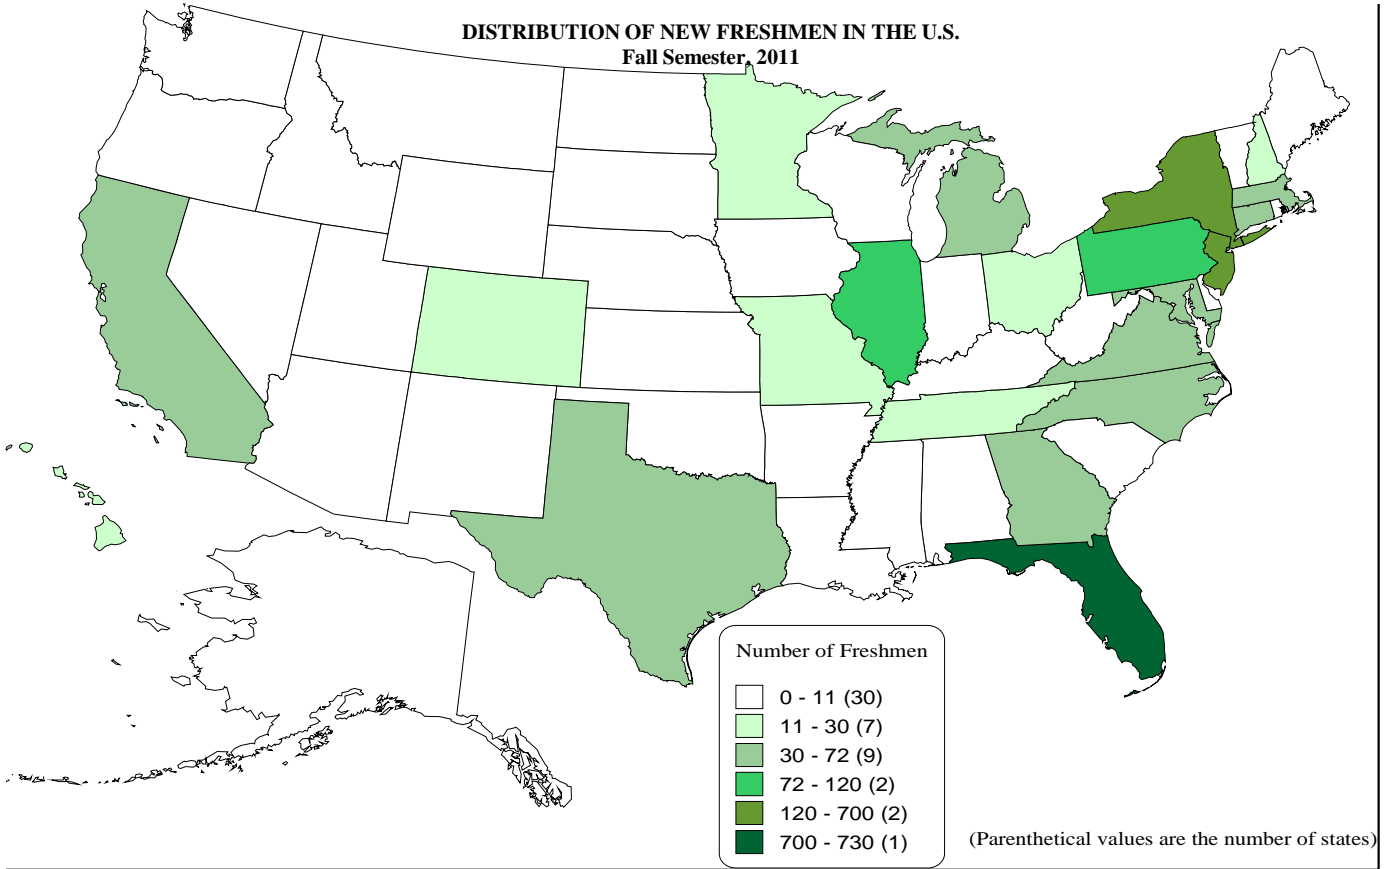 DISTRIBUTION OF NEW FRESHMEN IN THE U.S.
Fall Semester, 2011
Number of Freshmen
0 - 11 (30)
11 - 30 (7)
30 - 72 (9)
72 - 120 (2)
120 - 700 (2)
700 - 730 (1)
(Parenthetical values are the number of states)